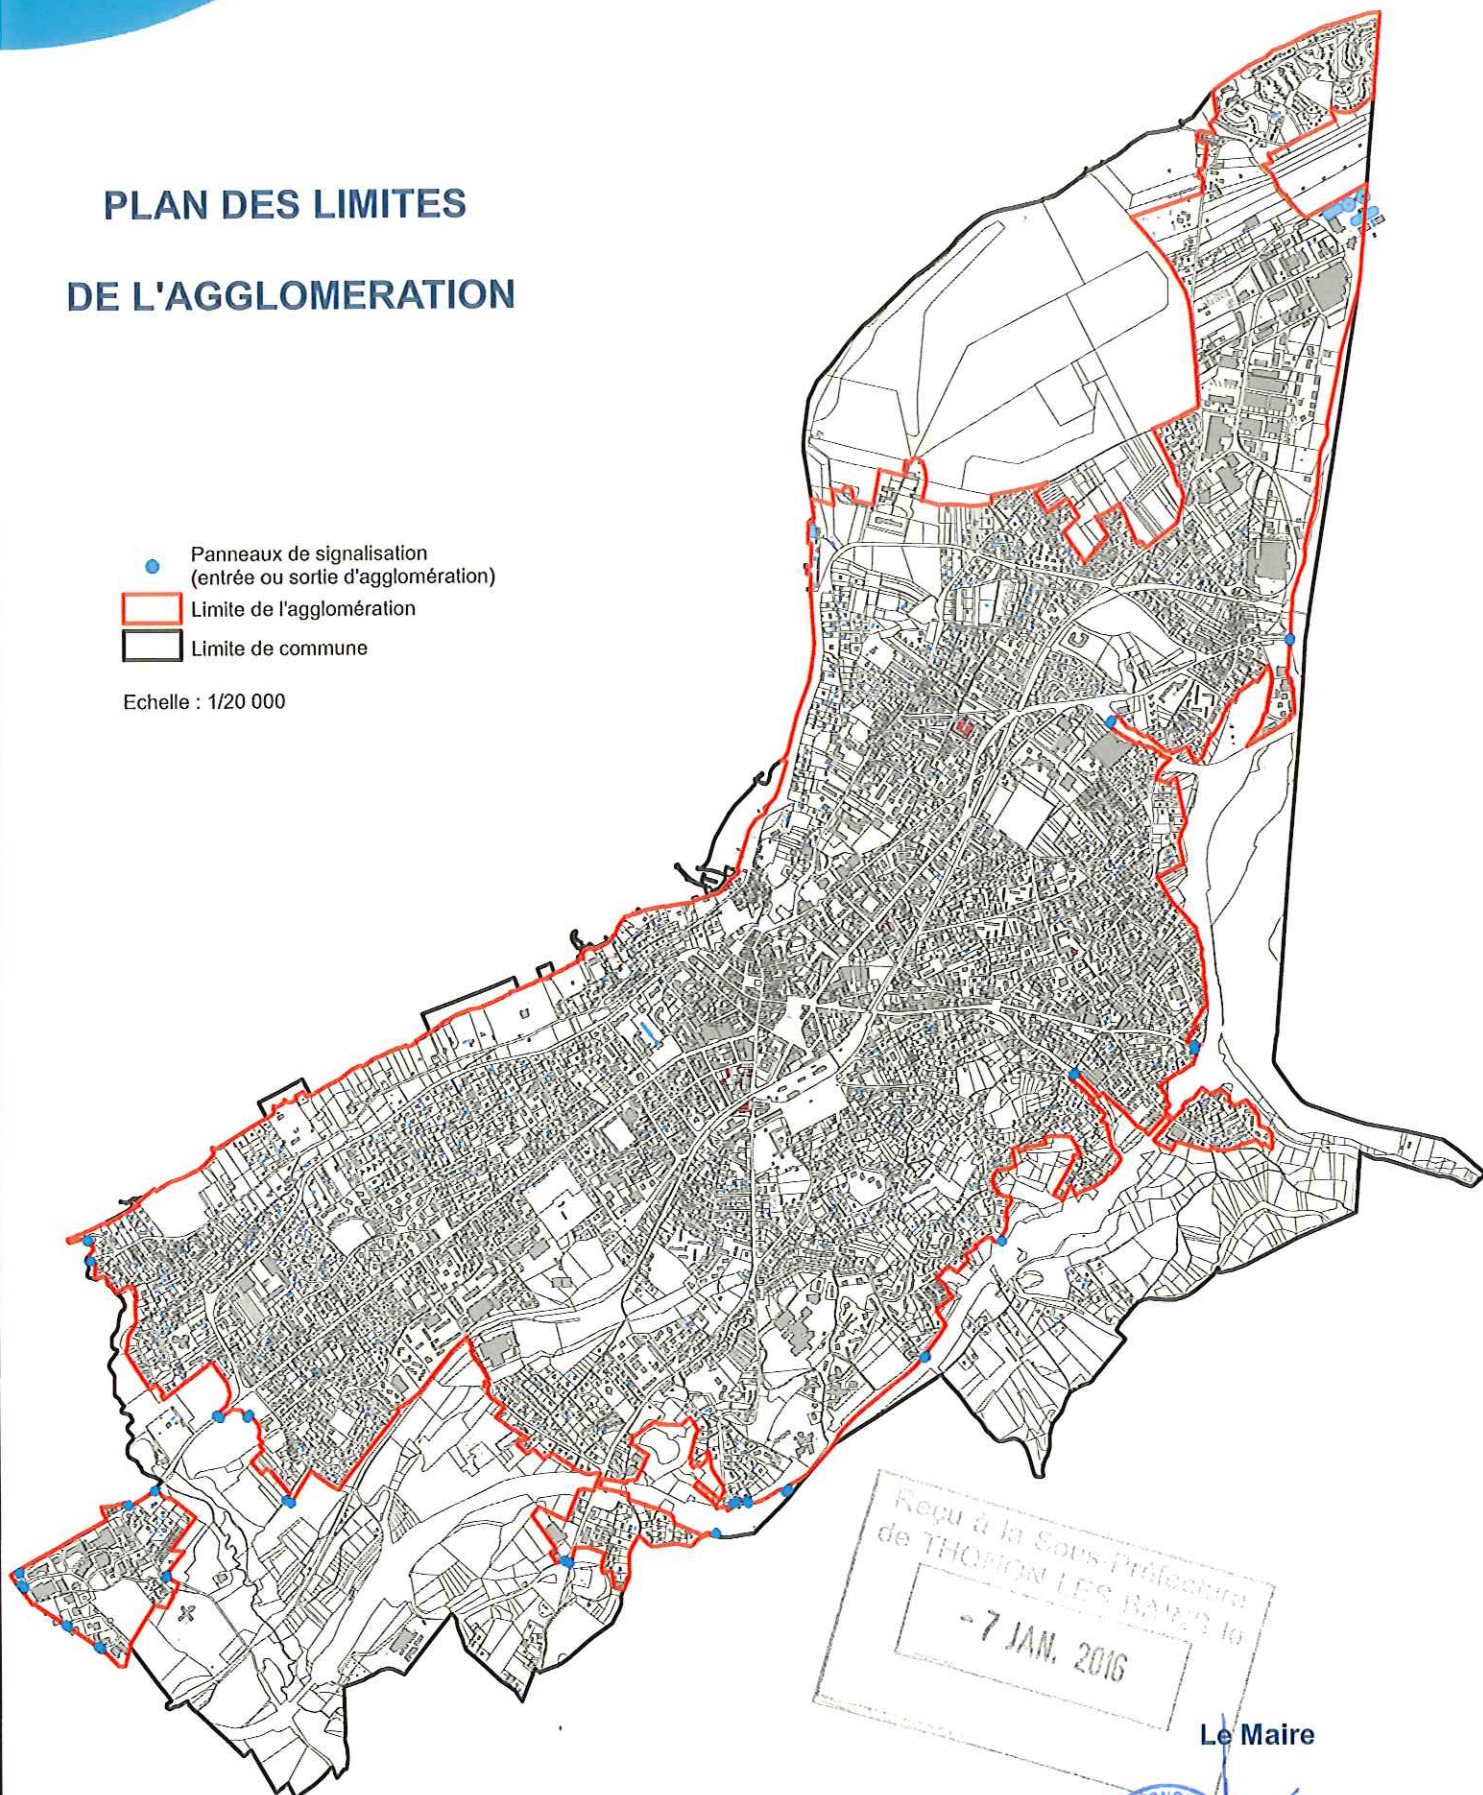 PLAN DES LIMITES
DE L'AGGLOMERATION
Panneaux de signalisation
(entrée ou sortie d'agglomération)
Limite de l'agglomération
Limite de commune
Echelle : 1/20 000
Reçu à la Sous-Préfecture
de THONON LES BAINS le
- 7 JAN. 2016
Le Maire